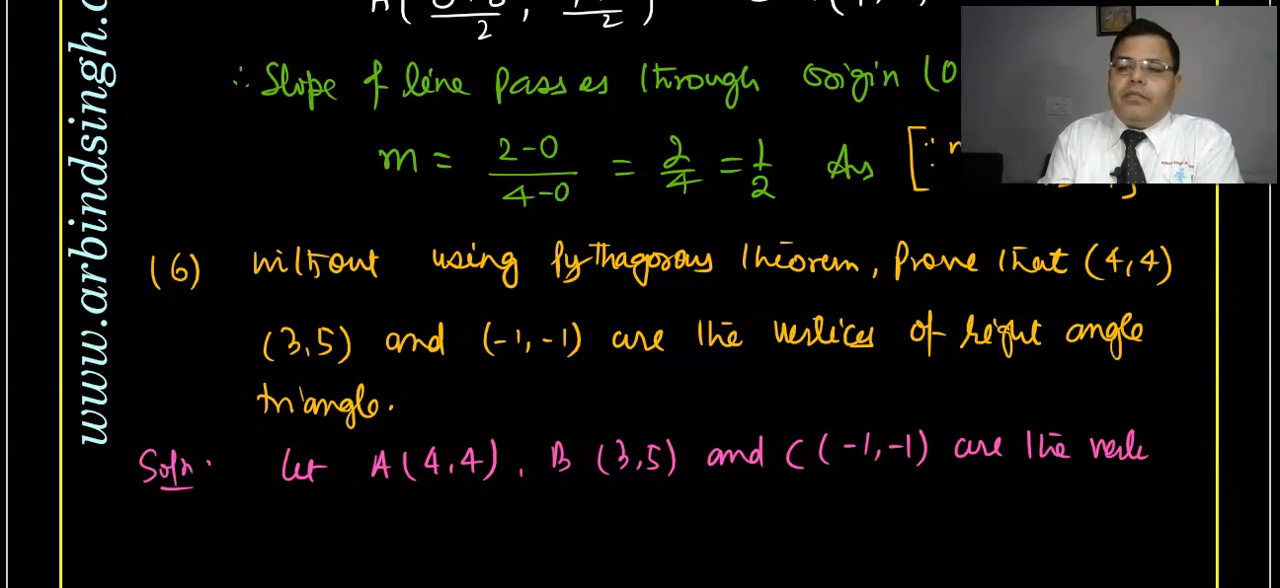 www.arbindsingh.c
∴ Slope of line passes through origin (0
m = 2-0 / 4-0 = 2/4 = 1/2 Ans [∵
(6) without using Pythagorous theorem, Prove that (4,4)
(3,5) and (-1,-1) are the vertices of right angle
triangle.
Soln. Let A(4,4), B (3,5) and C (-1,-1) are the verte